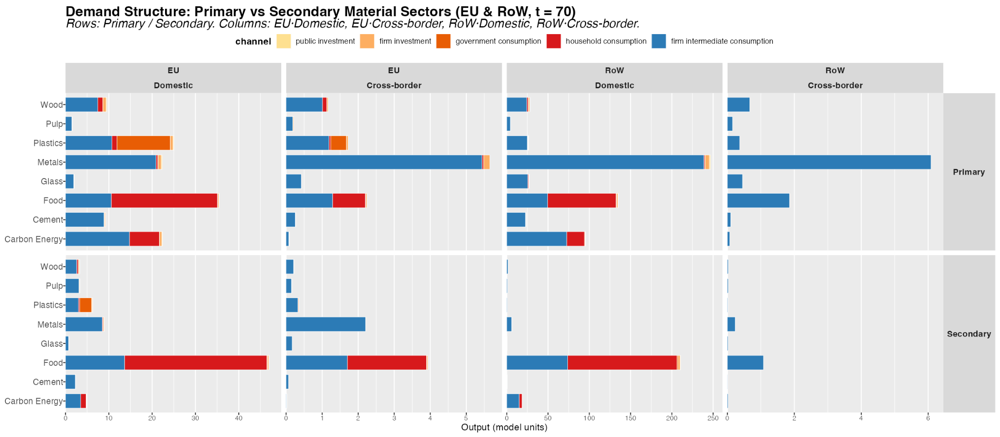 Demand Structure: Primary vs Secondary Material Sectors (EU & RoW, t = 70)
Rows: Primary / Secondary. Columns: EU·Domestic, EU·Cross-border, RoW·Domestic, RoW·Cross-border.
channel public investment firm investment government consumption household consumption firm intermediate consumption
EU EU RoW RoW
Domestic Cross-border Domestic Cross-border
Wood
Pulp
Plastics
Metals
Glass
Food
Cement
Carbon Energy
Primary
Wood
Pulp
Plastics
Metals
Glass
Food
Cement
Carbon Energy
Secondary
0 10 20 30 40 0 1 2 3 4 5 0 50 100 150 200 250 0 2 4 6
Output (model units)